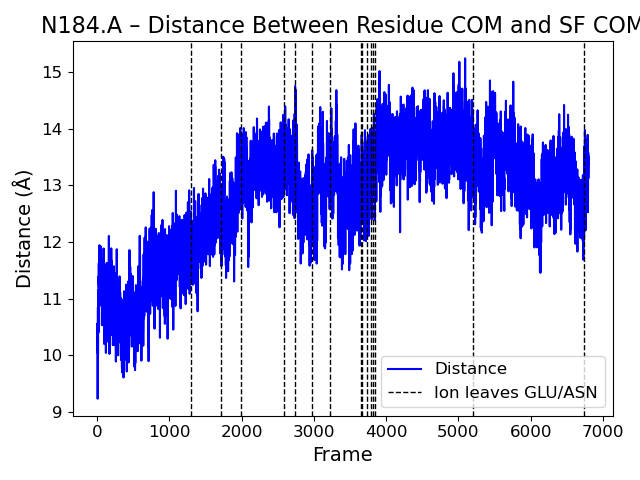 N184.A – Distance Between Residue COM and SF COM
Distance (Å)
15
14
13
12
11
10
9
0 1000 2000 3000 4000 5000 6000 7000
Frame
Distance
Ion leaves GLU/ASN